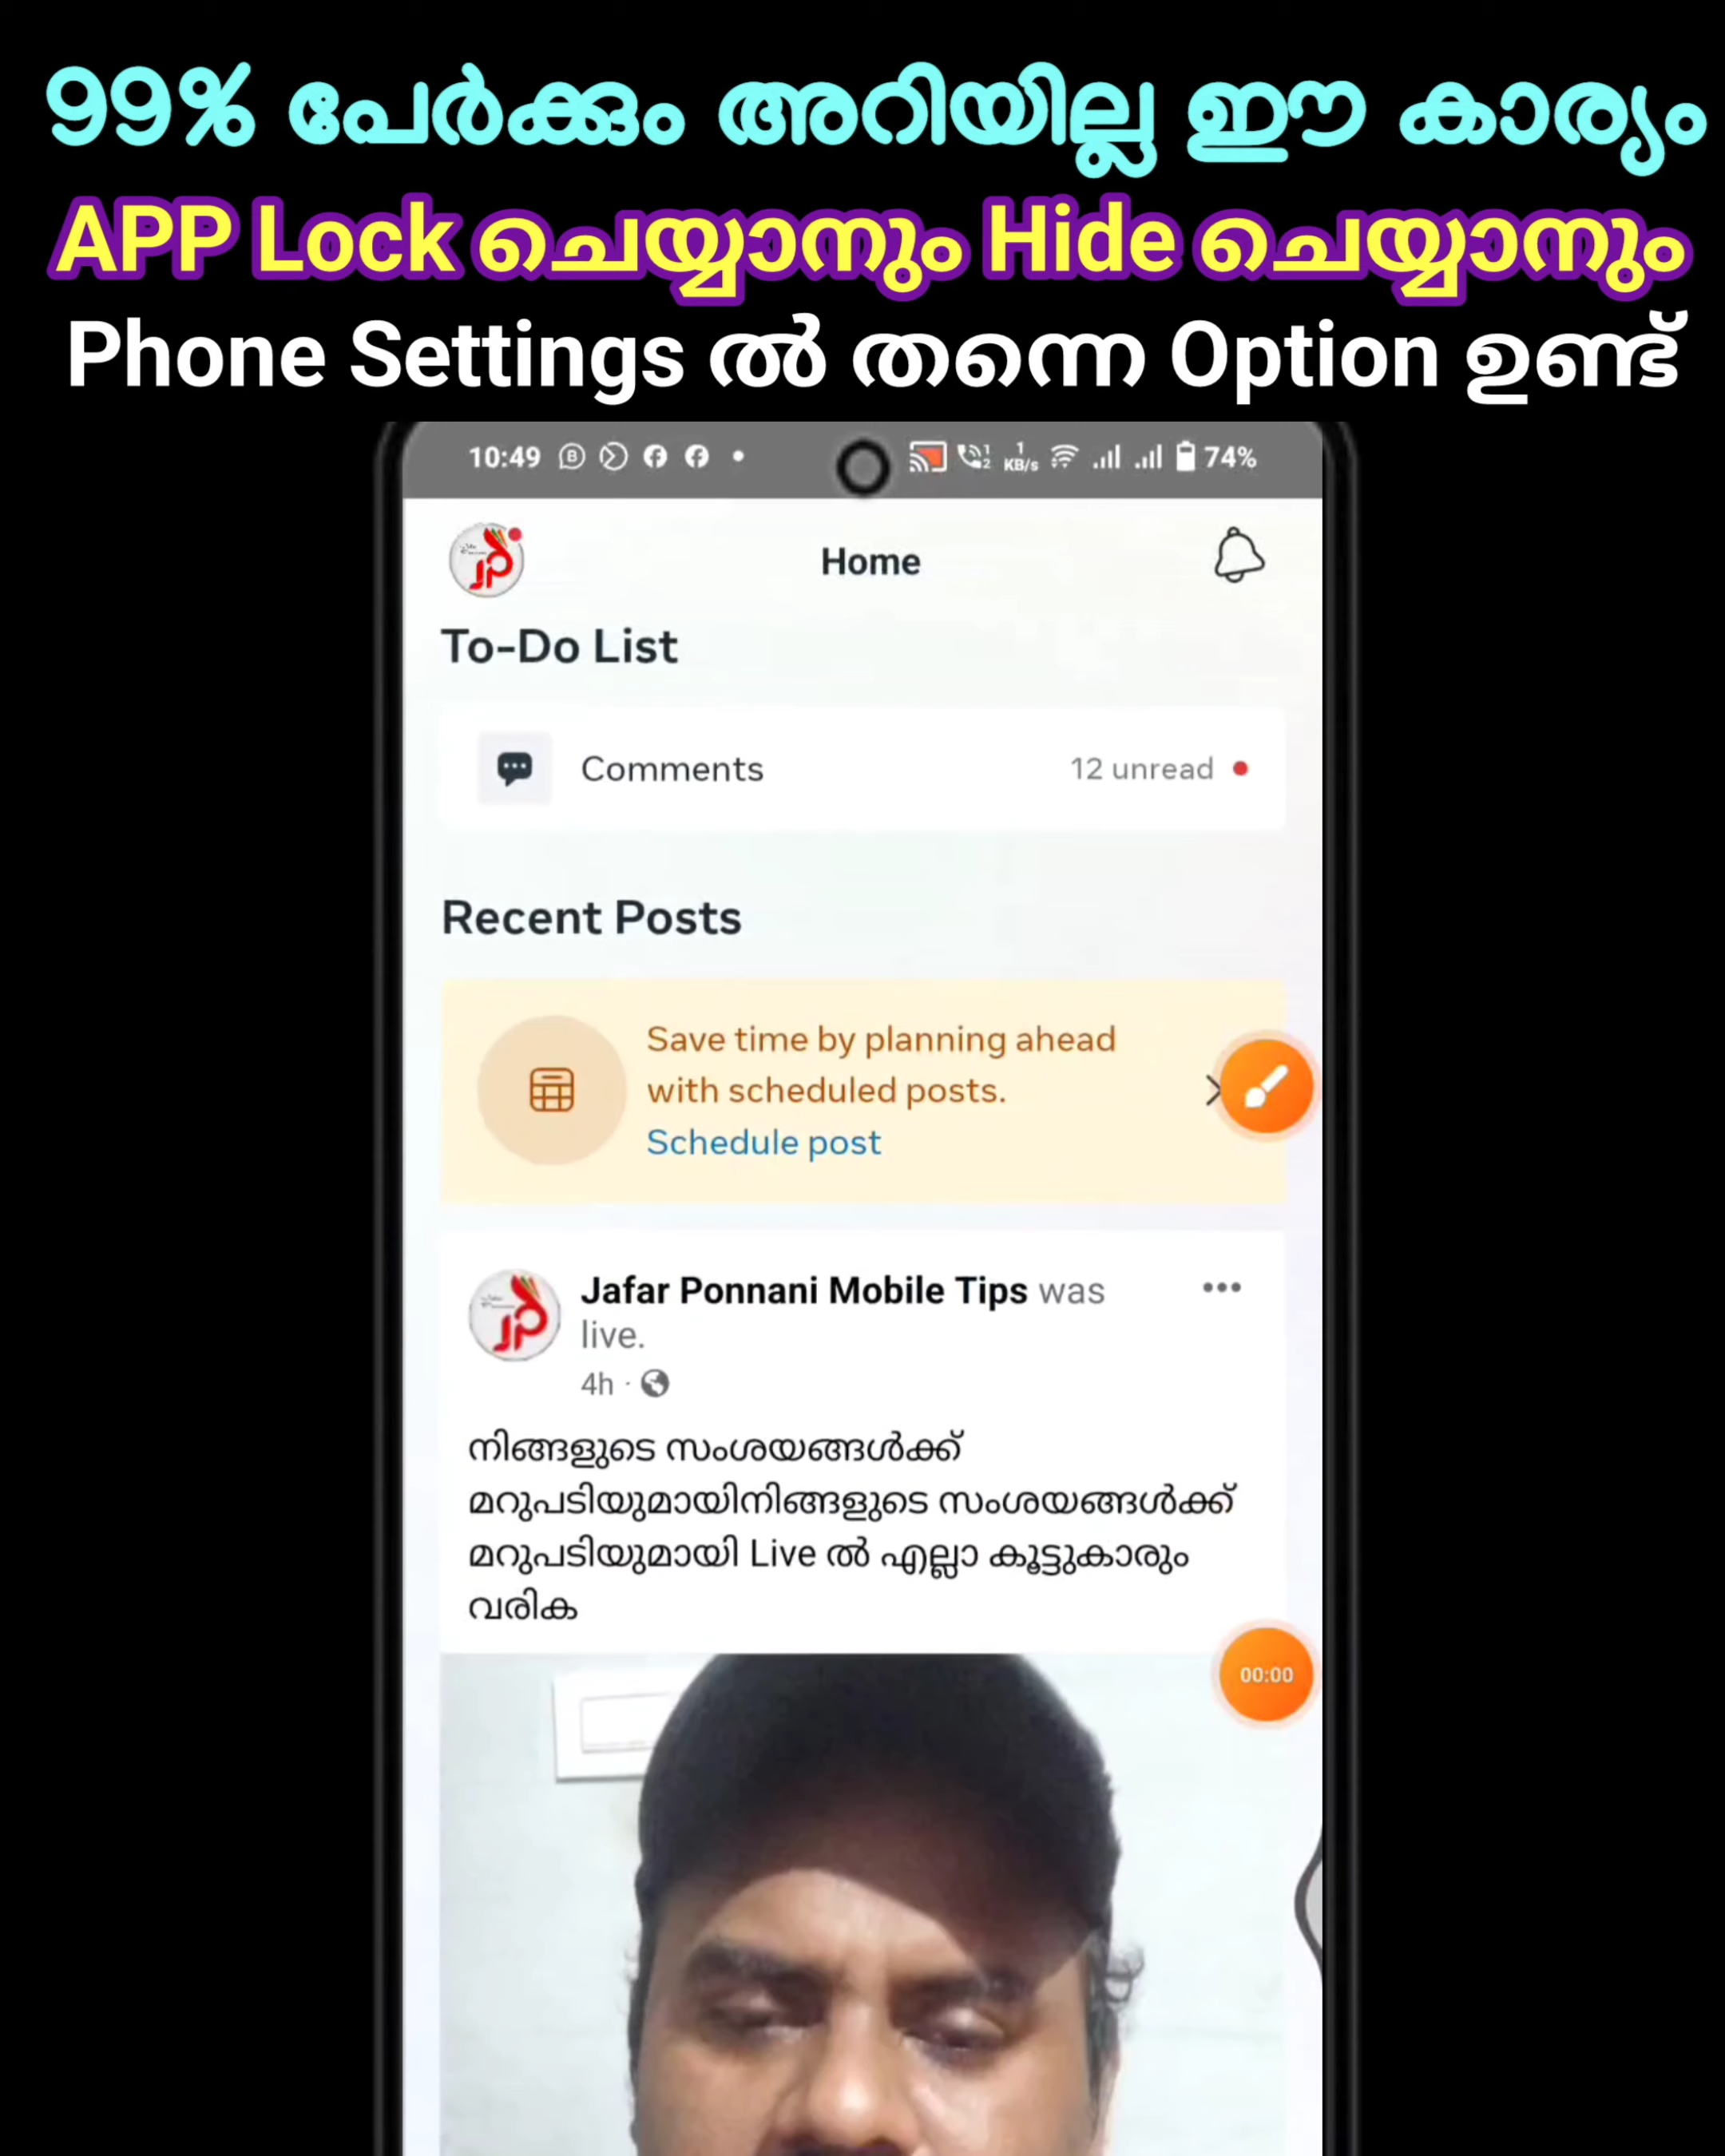 99% പേർക്കും അറിയില്ല ഈ കാര്യം
APP Lock ചെയ്യാനും Hide ചെയ്യാനും
Phone Settings ൽ തന്നെ Option ഉണ്ട്
10:49 1 KB/s 74%
Home
To-Do List
Comments 12 unread
Recent Posts
Save time by planning ahead
with scheduled posts.
Schedule post
Jafar Ponnani Mobile Tips was
live.
4h ·
നിങ്ങളുടെ സംശയങ്ങൾക്ക്
മറുപടിയുമായിനിങ്ങളുടെ സംശയങ്ങൾക്ക്
മറുപടിയുമായി Live ൽ എല്ലാ കൂട്ടുകാരും
വരിക
00:00